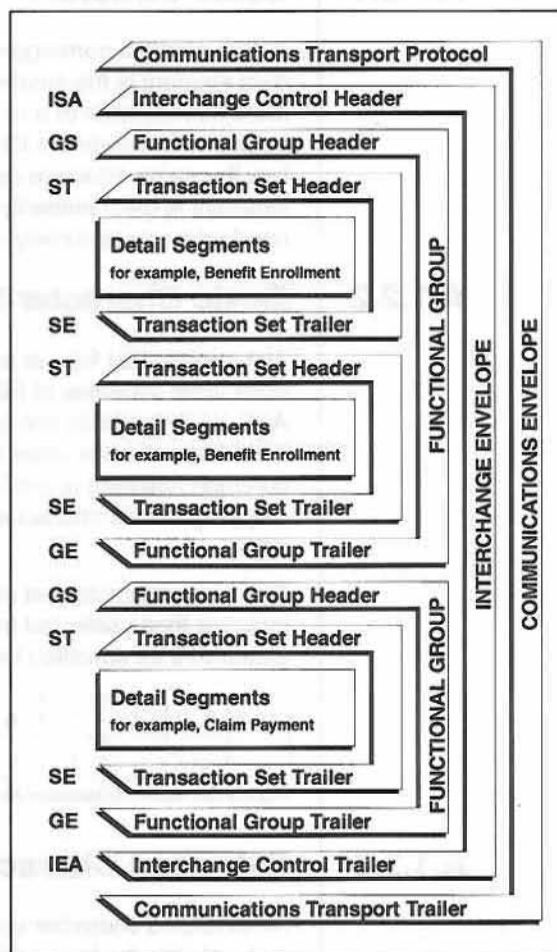 Communications Transport Protocol
ISA Interchange Control Header
GS Functional Group Header
ST Transaction Set Header
Detail Segments
for example, Benefit Enrollment
SE Transaction Set Trailer
ST Transaction Set Header
Detail Segments
for example, Benefit Enrollment
SE Transaction Set Trailer
GE Functional Group Trailer
FUNCTIONAL GROUP
GS Functional Group Header
ST Transaction Set Header
Detail Segments
for example, Claim Payment
SE Transaction Set Trailer
GE Functional Group Trailer
FUNCTIONAL GROUP
IEA Interchange Control Trailer
INTERCHANGE ENVELOPE
Communications Transport Trailer
COMMUNICATIONS ENVELOPE